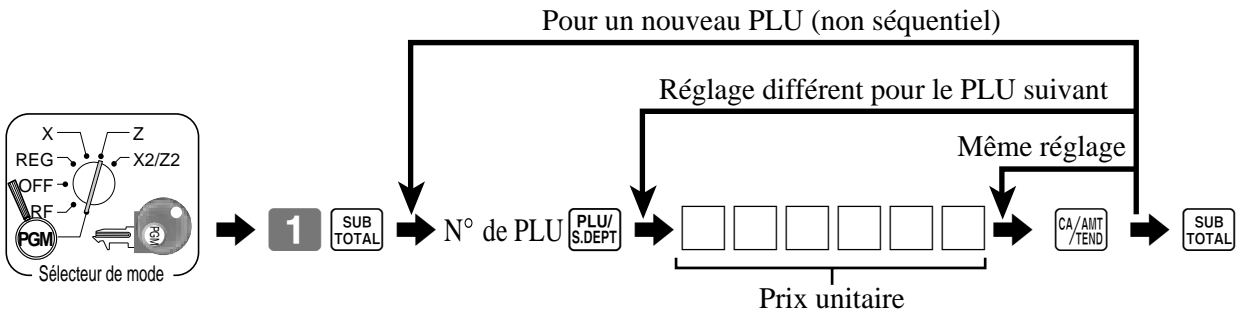 Pour un nouveau PLU (non séquentiel)
Réglage différent pour le PLU suivant
Même réglage
X Z
REG X2/Z2
OFF
RF
PGM PGM
Sélecteur de mode
1 SUB TOTAL N° de PLU PLU/ S.DEPT CA/AMT /TEND SUB TOTAL
Prix unitaire